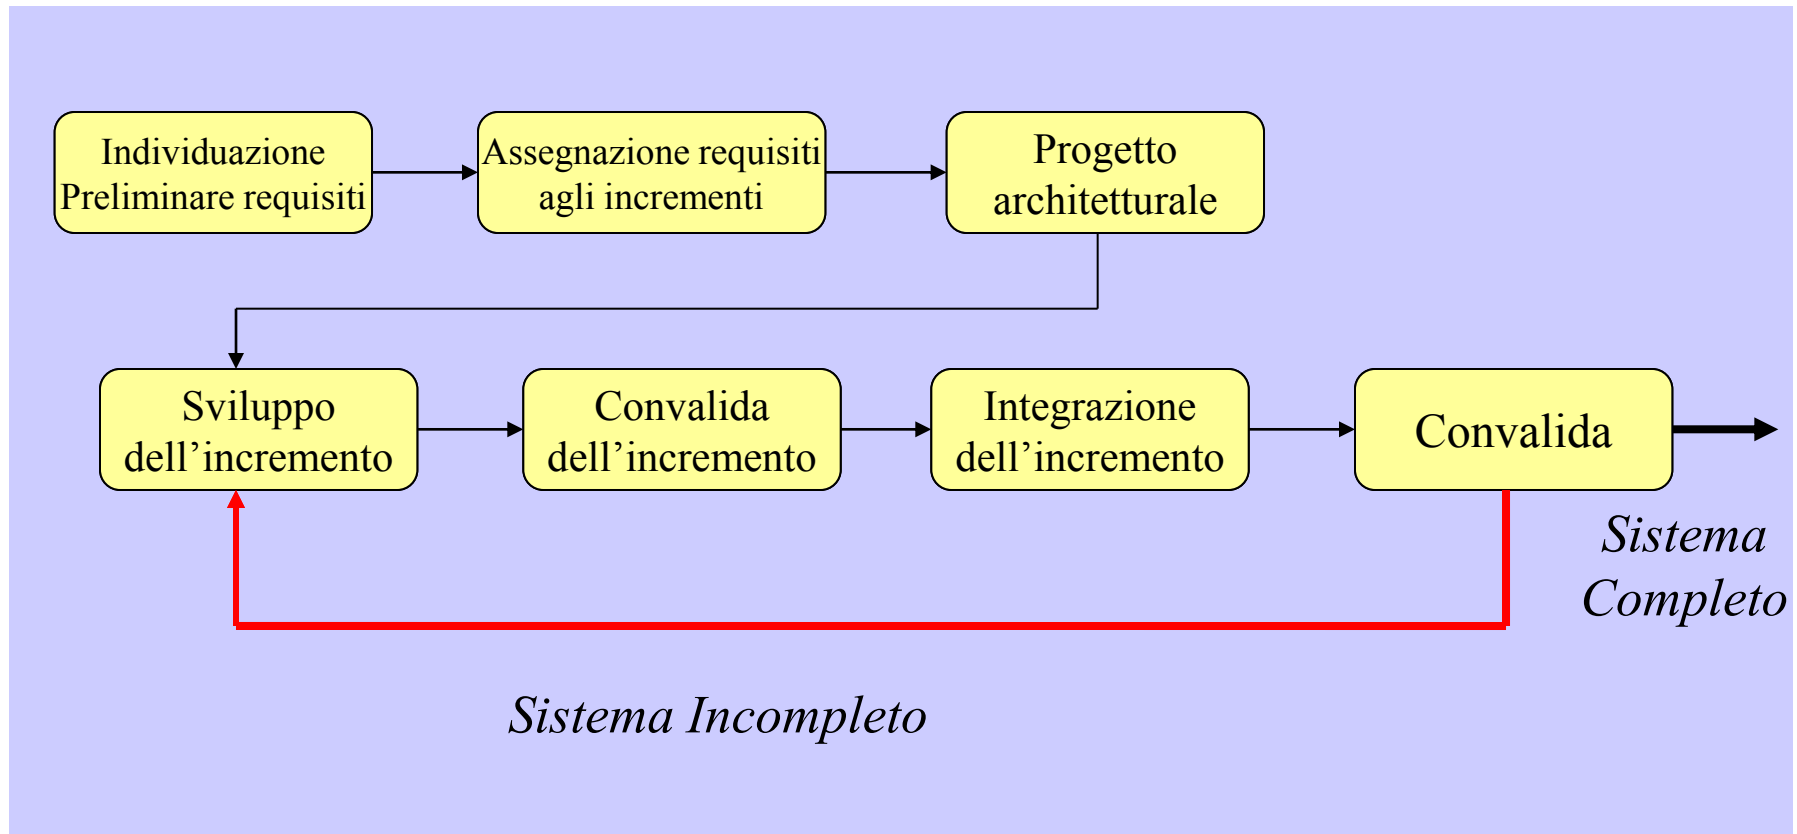 Individuazione
Preliminare requisiti
Assegnazione requisiti
agli incrementi
Progetto
architetturale
Sviluppo
dell’incremento
Convalida
dell’incremento
Integrazione
dell’incremento
Convalida
Sistema
Completo
Sistema Incompleto